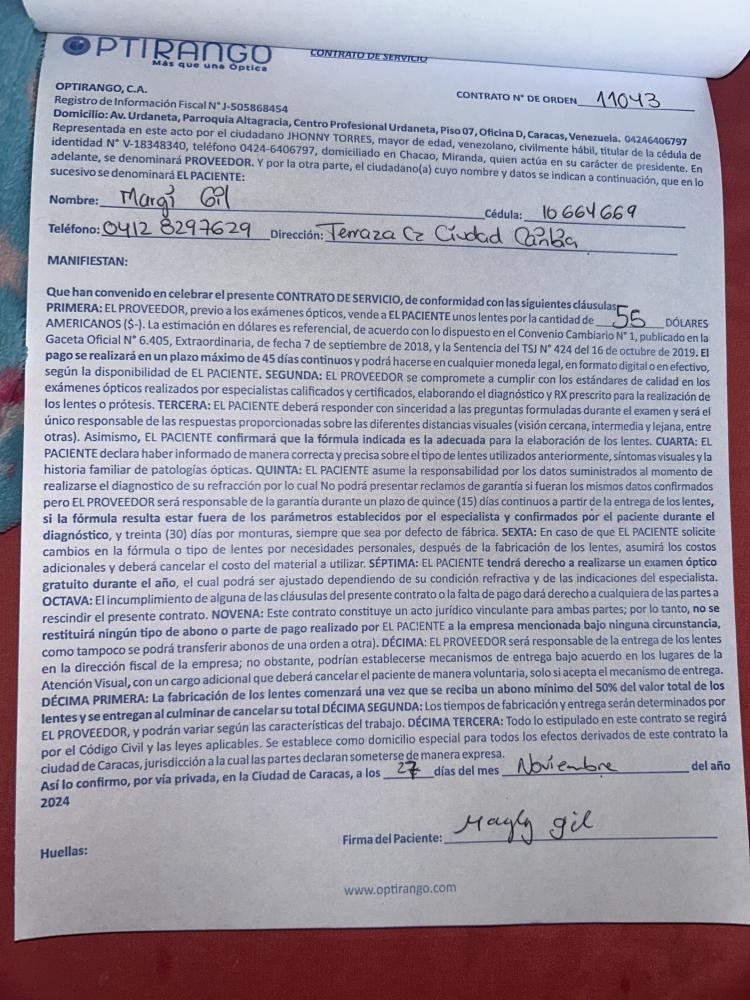 OPTIRANGO
Más que una Óptica
CONTRATO DE SERVICIO
OPTIRANGO, C.A.
CONTRATO N° DE ORDEN 11043
Registro de Información Fiscal N° J-505868454
Domicilio: Av. Urdaneta, Parroquia Altagracia, Centro Profesional Urdaneta, Piso 07, Oficina D, Caracas, Venezuela. 04246406797
Representada en este acto por el ciudadano JHONNY TORRES, mayor de edad, venezolano, civilmente hábil, titular de la cédula de
identidad N° V-18348340, teléfono 0424-6406797, domiciliado en Chacao, Miranda, quien actúa en su carácter de presidente. En
adelante, se denominará PROVEEDOR. Y por la otra parte, el ciudadano(a) cuyo nombre y datos se indican a continuación, que en lo
sucesivo se denominará EL PACIENTE:
Nombre: Margi Gil Cédula: 10 664 669
Teléfono: 0412 8297629 Dirección: Terraza Cz Ciudad
MANIFIESTAN:
Que han convenido en celebrar el presente CONTRATO DE SERVICIO, de conformidad con las siguientes cláusulas
PRIMERA: EL PROVEEDOR, previo a los exámenes ópticos, vende a EL PACIENTE unos lentes por la cantidad de 55 DÓLARES
AMERICANOS ($-). La estimación en dólares es referencial, de acuerdo con lo dispuesto en el Convenio Cambiario N° 1, publicado en la
Gaceta Oficial N° 6.405, Extraordinaria, de fecha 7 de septiembre de 2018, y la Sentencia del TSJ N° 424 del 16 de octubre de 2019. El
pago se realizará en un plazo máximo de 45 días continuos y podrá hacerse en cualquier moneda legal, en formato digital o en efectivo,
según la disponibilidad de EL PACIENTE. SEGUNDA: EL PROVEEDOR se compromete a cumplir con los estándares de calidad en los
exámenes ópticos realizados por especialistas calificados y certificados, elaborando el diagnóstico y RX prescrito para la realización de
los lentes o prótesis. TERCERA: EL PACIENTE deberá responder con sinceridad a las preguntas formuladas durante el examen y será el
único responsable de las respuestas proporcionadas sobre las diferentes distancias visuales (visión cercana, intermedia y lejana, entre
otras). Asimismo, EL PACIENTE confirmará que la fórmula indicada es la adecuada para la elaboración de los lentes. CUARTA: EL
PACIENTE declara haber informado de manera correcta y precisa sobre el tipo de lentes utilizados anteriormente, síntomas visuales y la
historia familiar de patologías ópticas. QUINTA: EL PACIENTE asume la responsabilidad por los datos suministrados al momento de
realizarse el diagnostico de su refracción por lo cual No podrá presentar reclamos de garantía si fueran los mismos datos confirmados
pero EL PROVEEDOR será responsable de la garantía durante un plazo de quince (15) días continuos a partir de la entrega de los lentes,
si la fórmula resulta estar fuera de los parámetros establecidos por el especialista y confirmados por el paciente durante el
diagnóstico, y treinta (30) días por monturas, siempre que sea por defecto de fábrica. SEXTA: En caso de que EL PACIENTE solicite
cambios en la fórmula o tipo de lentes por necesidades personales, después de la fabricación de los lentes, asumirá los costos
adicionales y deberá cancelar el costo del material a utilizar. SÉPTIMA: EL PACIENTE tendrá derecho a realizarse un examen óptico
gratuito durante el año, el cual podrá ser ajustado dependiendo de su condición refractiva y de las indicaciones del especialista.
OCTAVA: El incumplimiento de alguna de las cláusulas del presente contrato o la falta de pago dará derecho a cualquiera de las partes a
rescindir el presente contrato. NOVENA: Este contrato constituye un acto jurídico vinculante para ambas partes; por lo tanto, no se
restituirá ningún tipo de abono o parte de pago realizado por EL PACIENTE a la empresa mencionada bajo ninguna circunstancia,
como tampoco se podrá transferir abonos de una orden a otra). DÉCIMA: EL PROVEEDOR será responsable de la entrega de los lentes
en la dirección fiscal de la empresa; no obstante, podrían establecerse mecanismos de entrega bajo acuerdo en los lugares de la
Atención Visual, con un cargo adicional que deberá cancelar el paciente de manera voluntaria, solo si acepta el mecanismo de entrega.
DÉCIMA PRIMERA: La fabricación de los lentes comenzará una vez que se reciba un abono mínimo del 50% del valor total de los
lentes y se entregan al culminar de cancelar su total DÉCIMA SEGUNDA: Los tiempos de fabricación y entrega serán determinados por
EL PROVEEDOR, y podrán variar según las características del trabajo. DÉCIMA TERCERA: Todo lo estipulado en este contrato se regirá
por el Código Civil y las leyes aplicables. Se establece como domicilio especial para todos los efectos derivados de este contrato la
ciudad de Caracas, jurisdicción a la cual las partes declaran someterse de manera expresa.
Así lo confirmo, por vía privada, en la Ciudad de Caracas, a los 27 días del mes Noviembre del año
2024
Firma del Paciente: Magly gil
Huellas:
www.optirango.com